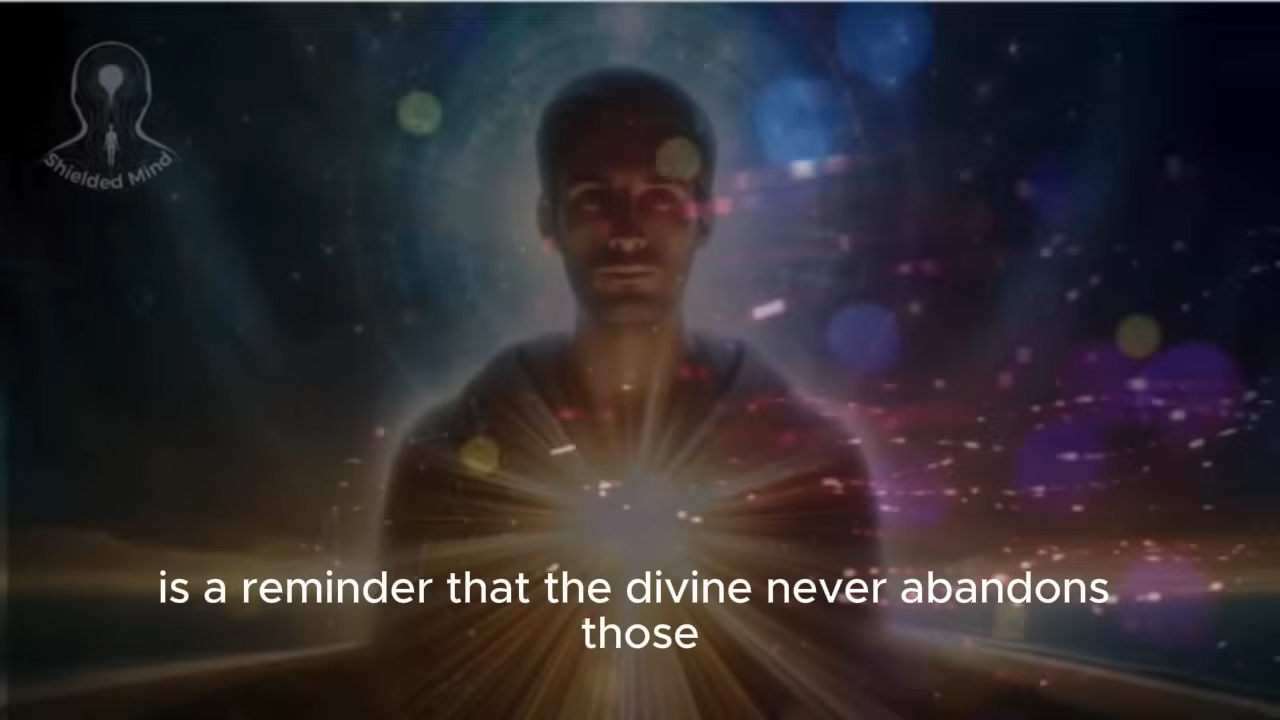 Shielded Mind
is a reminder that the divine never abandons
those